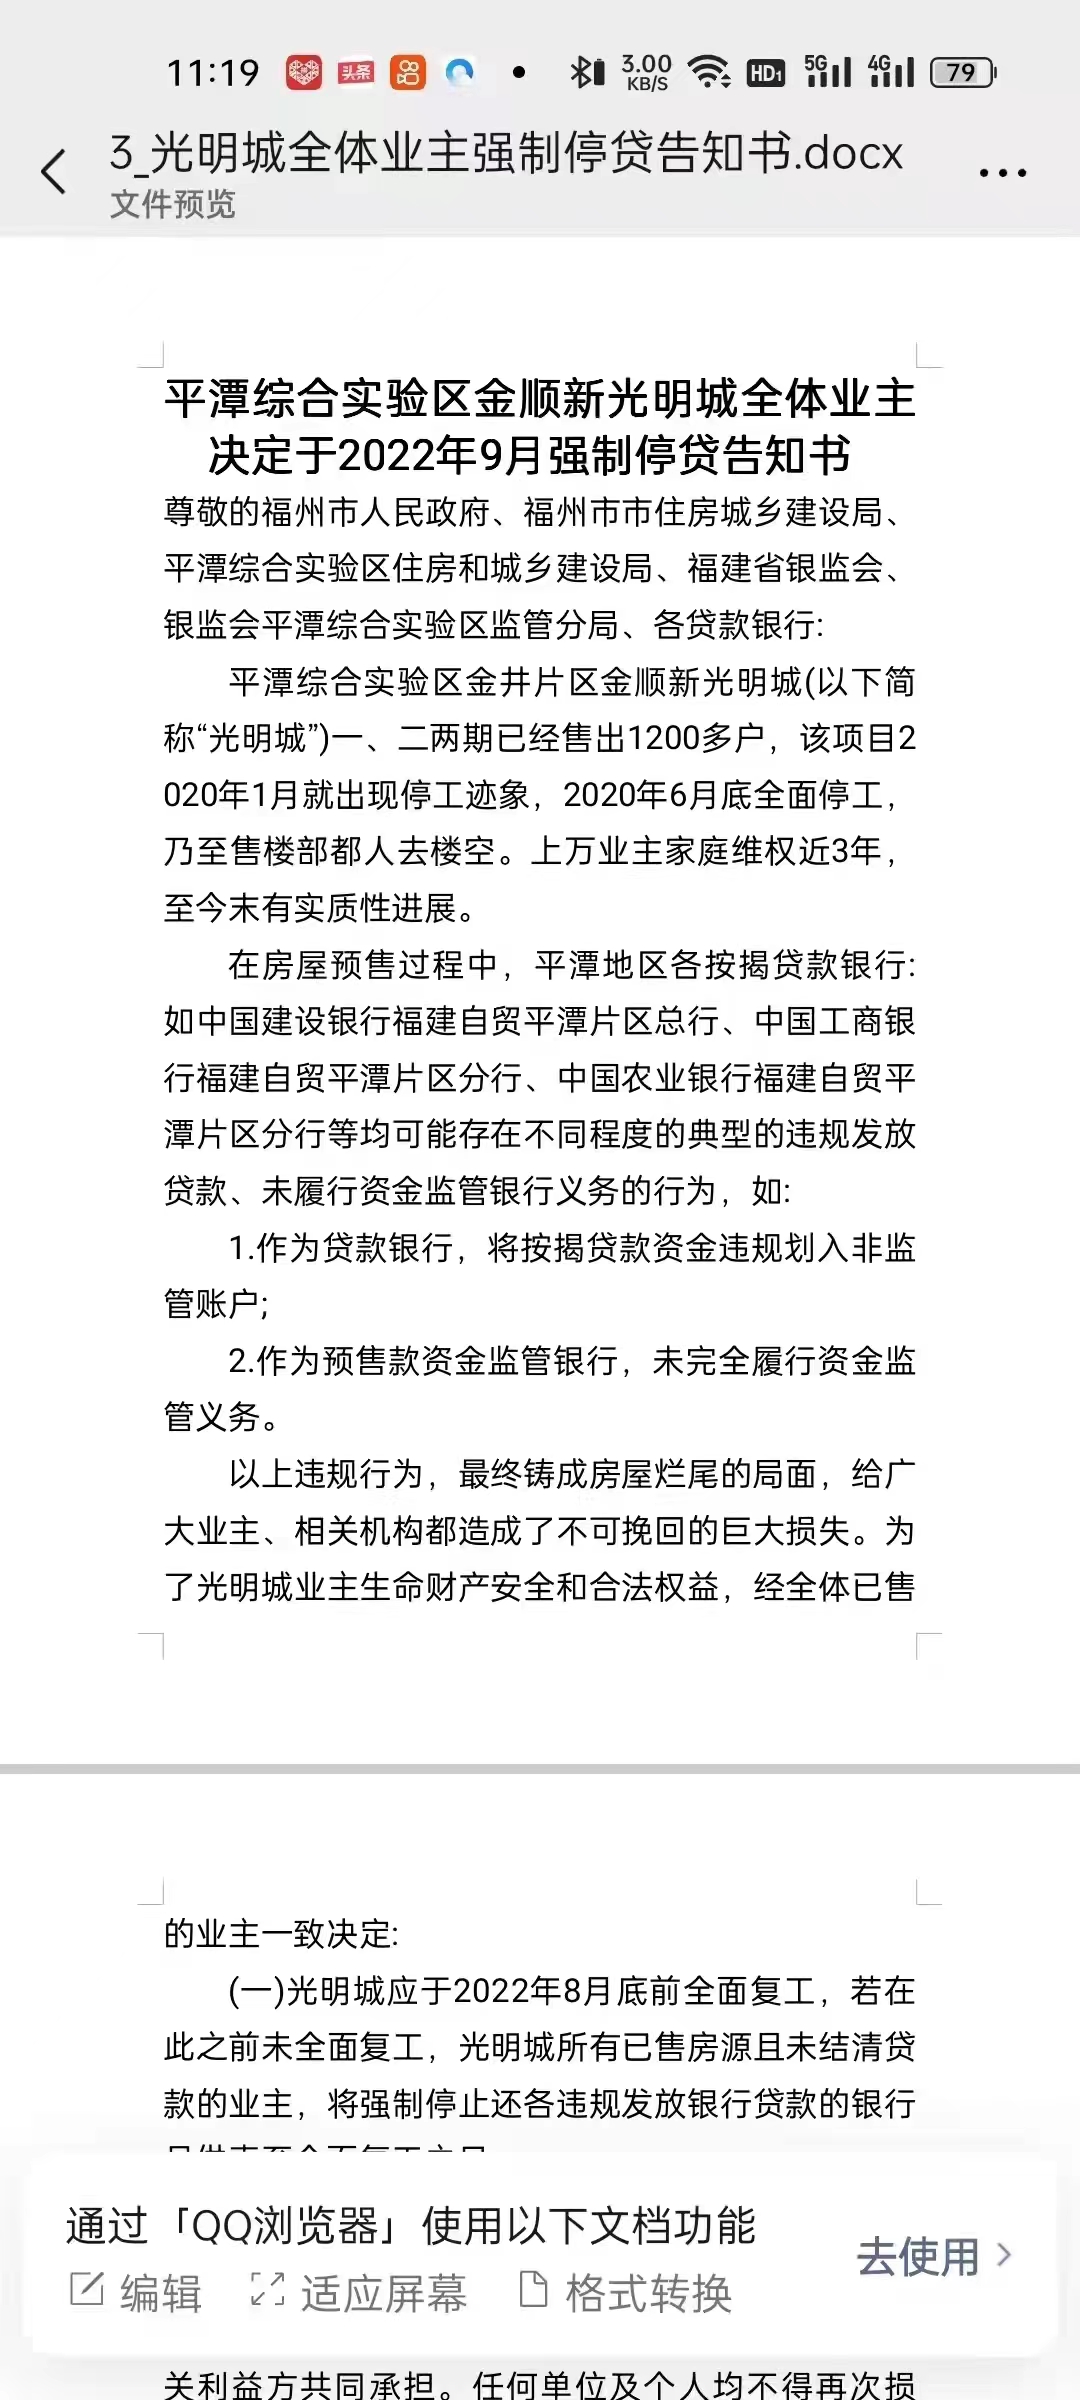 11:19
头条
3.00
KB/S
HD1
5G
4G
79
3_光明城全体业主强制停贷告知书.docx
文件预览
平潭综合实验区金顺新光明城全体业主
决定于2022年9月强制停贷告知书
尊敬的福州市人民政府、福州市市住房城乡建设局、
平潭综合实验区住房和城乡建设局、福建省银监会、
银监会平潭综合实验区监管分局、各贷款银行:
平潭综合实验区金井片区金顺新光明城(以下简
称“光明城”)一、二两期已经售出1200多户，该项目2
020年1月就出现停工迹象，2020年6月底全面停工，
乃至售楼部都人去楼空。上万业主家庭维权近3年，
至今末有实质性进展。
在房屋预售过程中，平潭地区各按揭贷款银行:
如中国建设银行福建自贸平潭片区总行、中国工商银
行福建自贸平潭片区分行、中国农业银行福建自贸平
潭片区分行等均可能存在不同程度的典型的违规发放
贷款、未履行资金监管银行义务的行为，如:
1.作为贷款银行，将按揭贷款资金违规划入非监
管账户;
2.作为预售款资金监管银行，未完全履行资金监
管义务。
以上违规行为，最终铸成房屋烂尾的局面，给广
大业主、相关机构都造成了不可挽回的巨大损失。为
了光明城业主生命财产安全和合法权益，经全体已售
的业主一致决定:
(一)光明城应于2022年8月底前全面复工，若在
此之前未全面复工，光明城所有已售房源且未结清贷
款的业主，将强制停止还各违规发放银行贷款的银行
通过「QQ浏览器」使用以下文档功能
去使用
编辑 适应屏幕 格式转换
关利益方共同承担。任何单位及个人均不得再次损